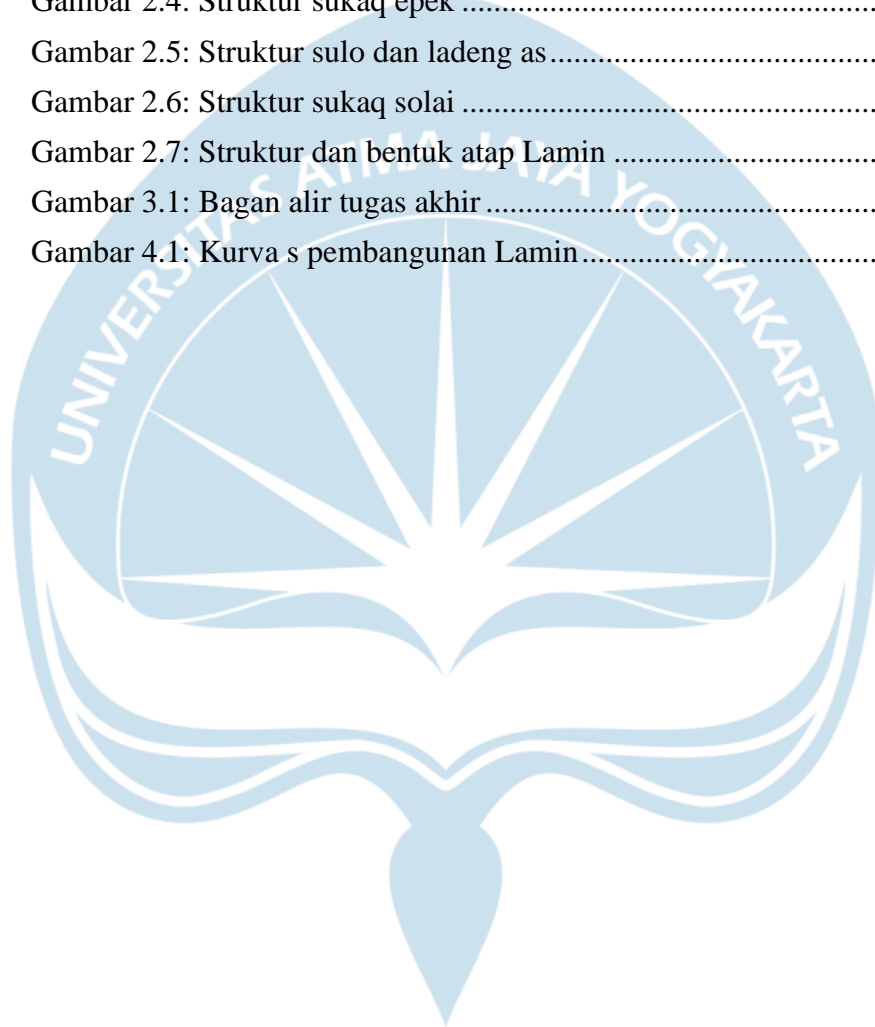 Gambar 2.4: Struktur sukaq epek ....................................................
Gambar 2.5: Struktur sulo dan ladeng as.........................................
Gambar 2.6: Struktur sukaq solai ....................................................
Gambar 2.7: Struktur dan bentuk atap Lamin .................................
Gambar 3.1: Bagan alir tugas akhir .................................................
Gambar 4.1: Kurva s pembangunan Lamin.....................................
UNIVERSITAS ATMA JAYA YOGYAKARTA